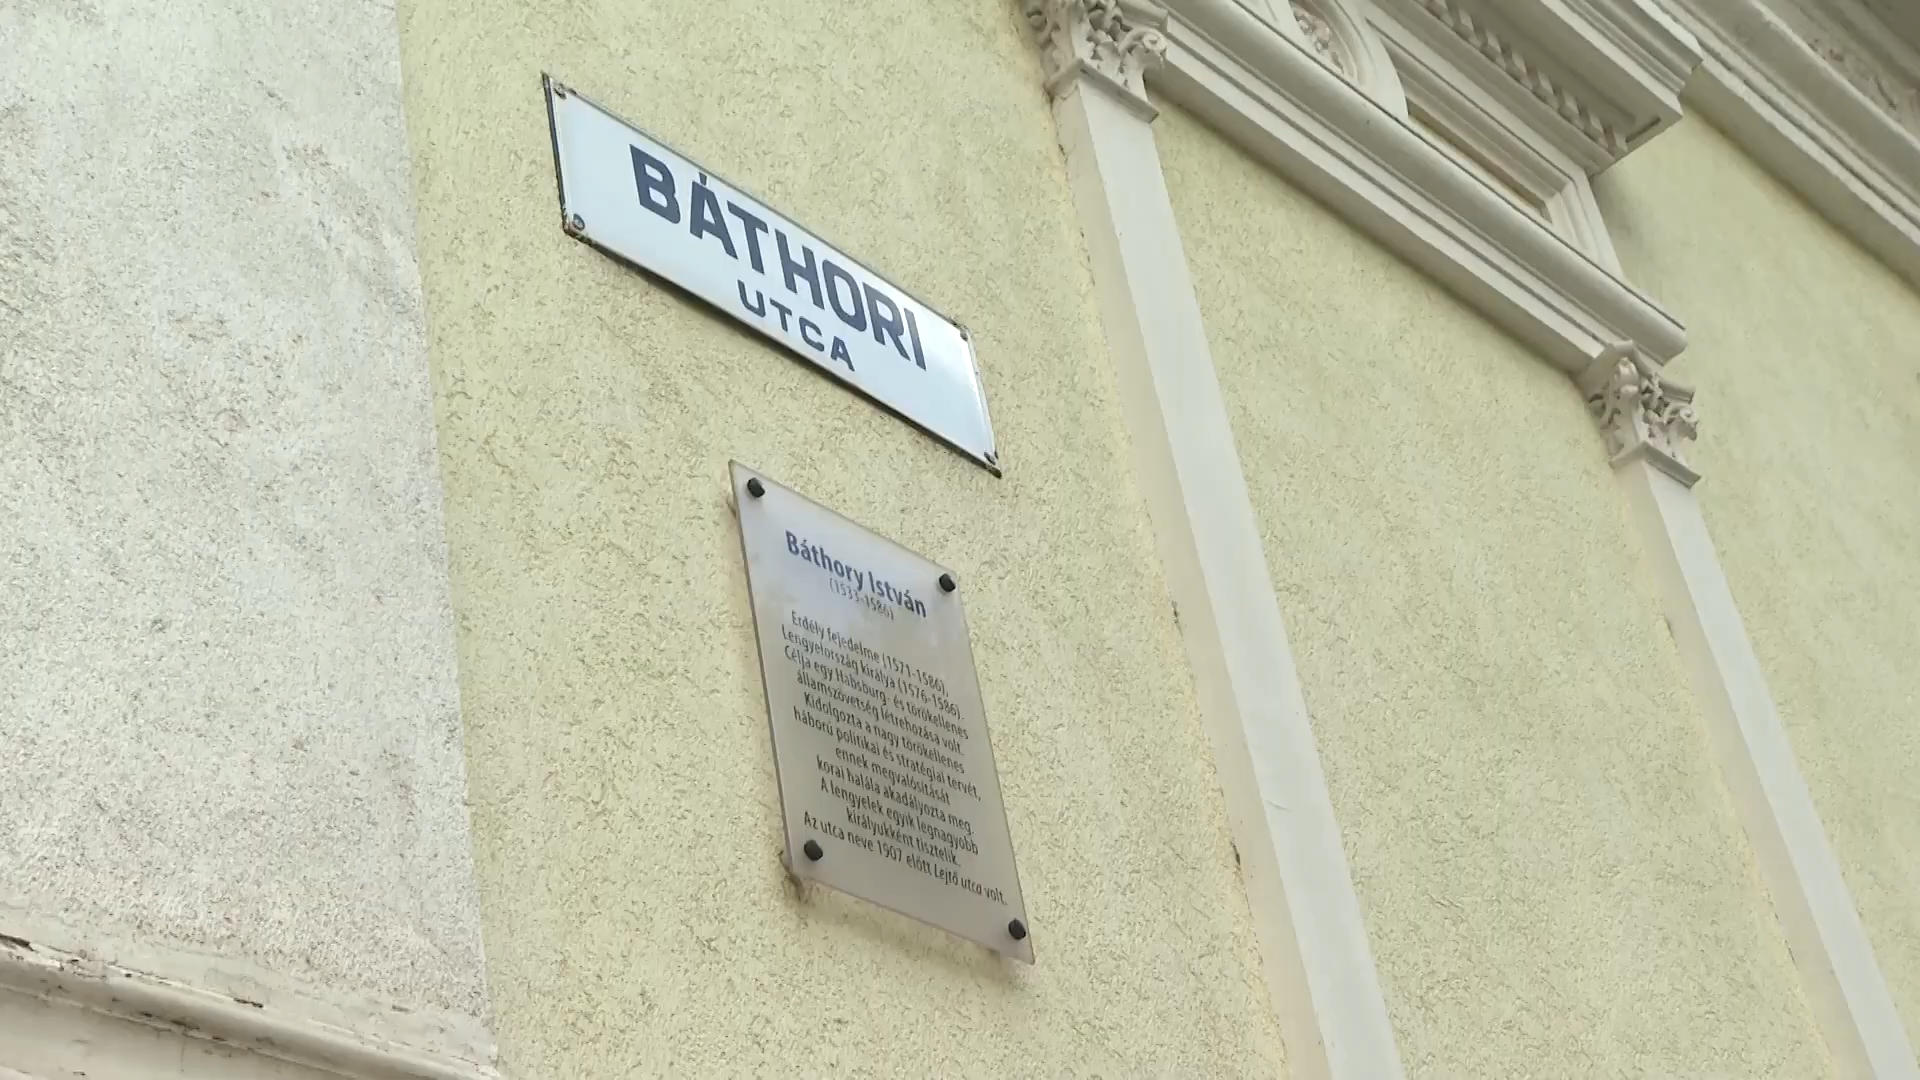 BÁTHORI
UTCA
Báthory István
(1533-1586)
Erdély fejedelme (1571-1586),
Lengyelország királya (1576-1586).
Célja egy Habsburg- és törökellenes
államszövetség létrehozása volt.
Kidolgozta a nagy törökellenes
háború politikai és stratégiai tervét,
ennek megvalósítását
korai halála akadályozta meg.
A lengyelek egyik legnagyobb
királyukként tisztelik.
Az utca neve 1907 előtt Lejtő utca volt.